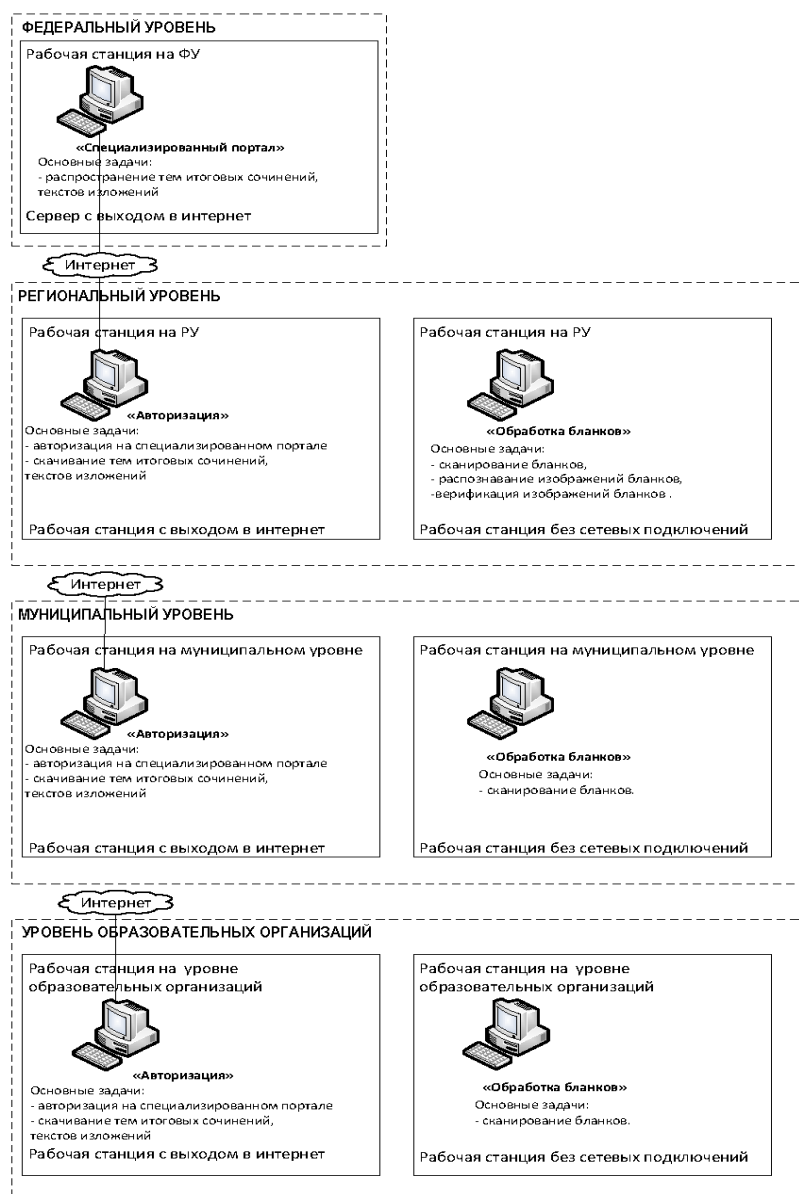 ФЕДЕРАЛЬНЫЙ УРОВЕНЬ
Рабочая станция на ФУ
«Специализированный портал»
Основные задачи:
- распространение тем итоговых сочинений,
текстов изложений
Сервер с выходом в интернет
Интернет
РЕГИОНАЛЬНЫЙ УРОВЕНЬ
Рабочая станция на РУ
«Авторизация»
Основные задачи:
- авторизация на специализированном портале
- скачивание тем итоговых сочинений,
текстов изложений
Рабочая станция с выходом в интернет
Рабочая станция на РУ
«Обработка бланков»
Основные задачи:
- сканирование бланков,
- распознавание изображений бланков,
-верификация изображений бланков .
Рабочая станция без сетевых подключений
Интернет
МУНИЦИПАЛЬНЫЙ УРОВЕНЬ
Рабочая станция на муниципальном уровне
«Авторизация»
Основные задачи:
- авторизация на специализированном портале
- скачивание тем итоговых сочинений,
текстов изложений
Рабочая станция с выходом в интернет
Рабочая станция на муниципальном уровне
«Обработка бланков»
Основные задачи:
- сканирование бланков.
Рабочая станция без сетевых подключений
Интернет
УРОВЕНЬ ОБРАЗОВАТЕЛЬНЫХ ОРГАНИЗАЦИЙ
Рабочая станция на уровне
образовательных организаций
«Авторизация»
Основные задачи:
- авторизация на специализированном портале
- скачивание тем итоговых сочинений,
текстов изложений
Рабочая станция с выходом в интернет
Рабочая станция на уровне
образовательных организаций
«Обработка бланков»
Основные задачи:
- сканирование бланков.
Рабочая станция без сетевых подключений